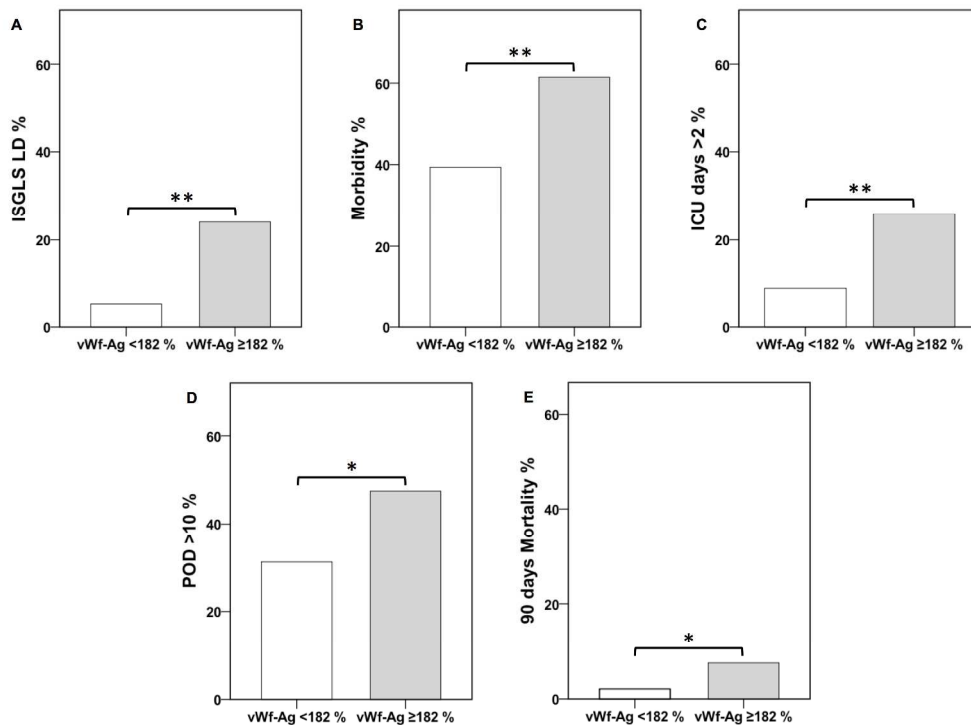 A
ISGLS LD %
60
40
20
0
**
vWf-Ag <182 % vWf-Ag ≥182 %
B
Morbidity %
60
40
20
0
**
vWf-Ag <182 % vWf-Ag ≥182 %
C
ICU days >2 %
60
40
20
0
**
vWf-Ag <182 % vWf-Ag ≥182 %
D
POD >10 %
60
40
20
0
*
vWf-Ag <182 % vWf-Ag ≥182 %
E
90 days Mortality %
60
40
20
0
*
vWf-Ag <182 % vWf-Ag ≥182 %